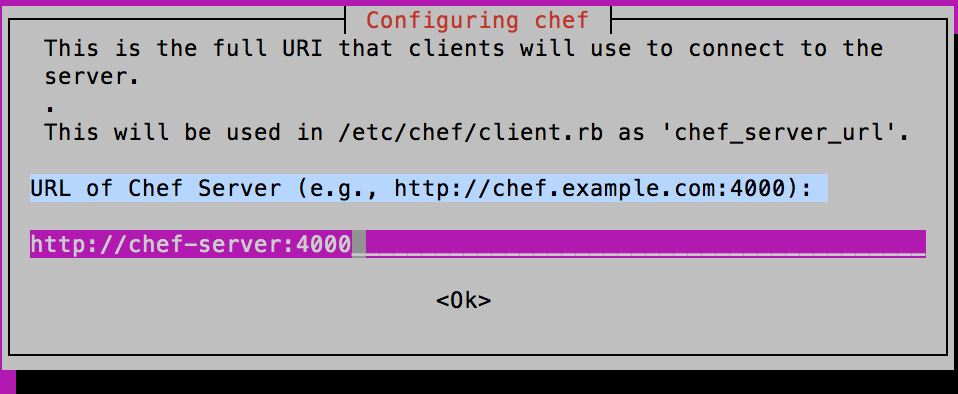 Configuring chef
This is the full URI that clients will use to connect to the
server.
.
This will be used in /etc/chef/client.rb as 'chef_server_url'.
URL of Chef Server (e.g., http://chef.example.com:4000):
http://chef-server:4000
<Ok>